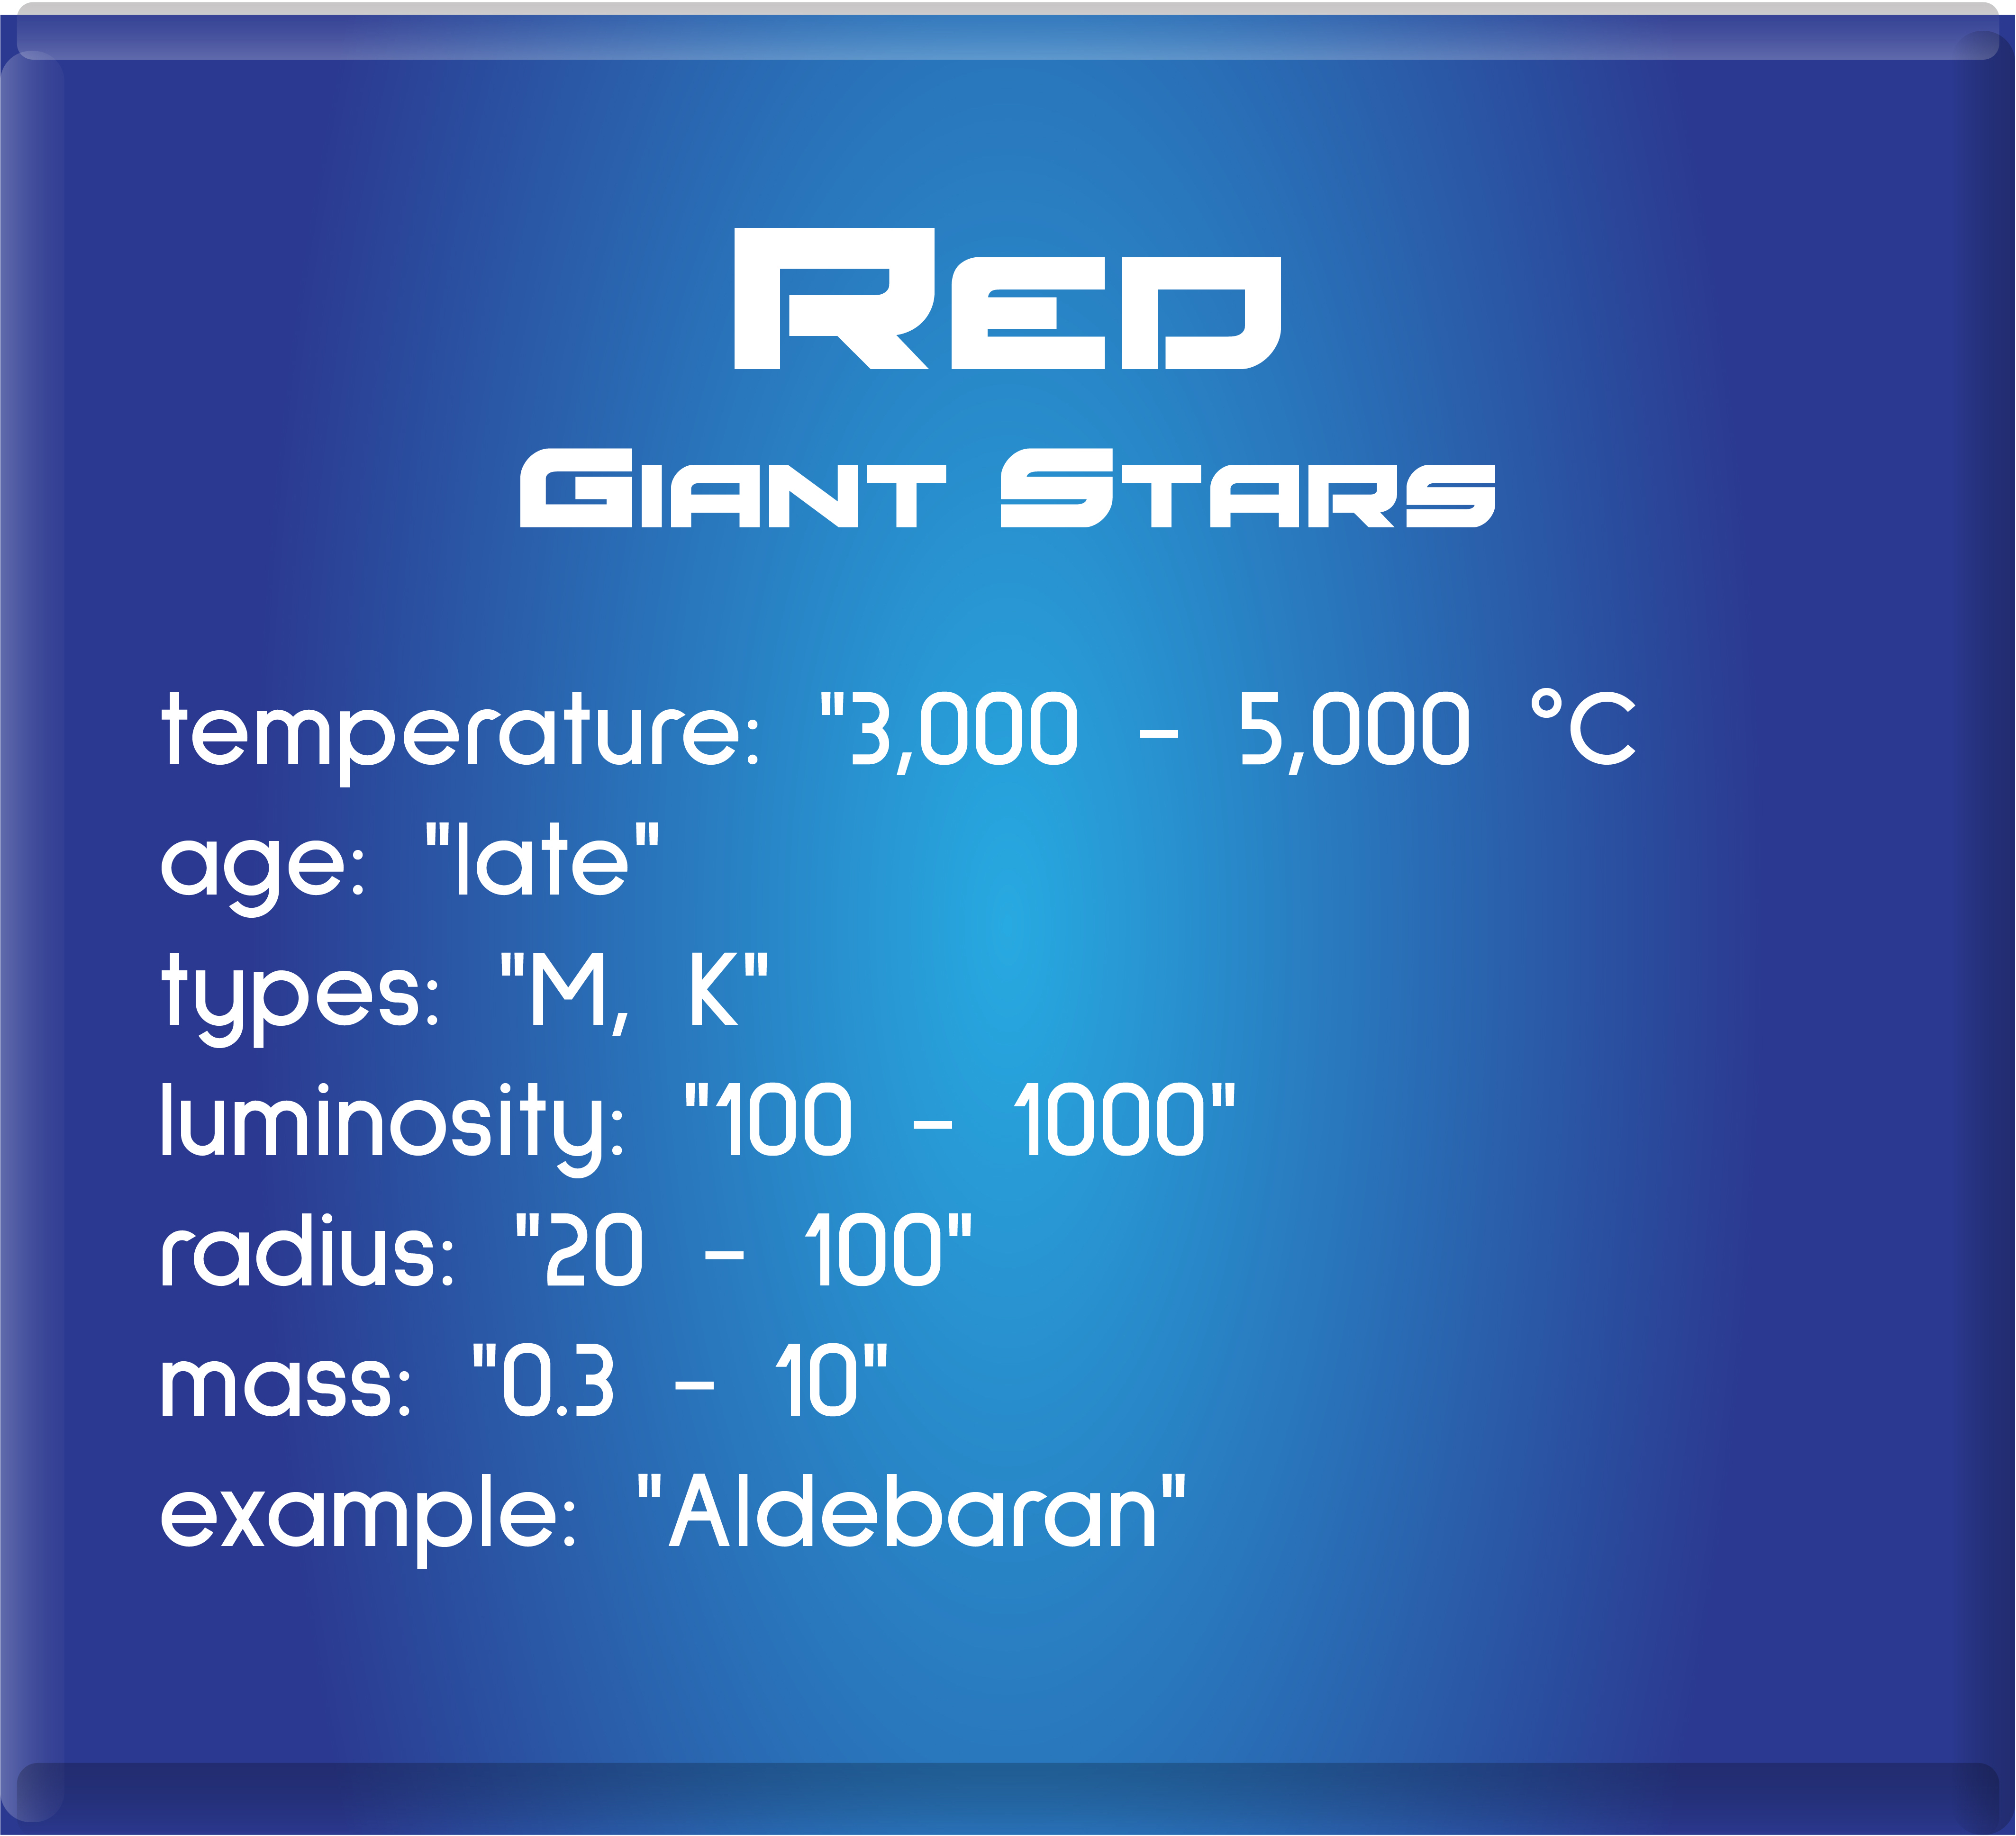 Red
Giant Stars
temperature: "3,000 – 5,000 °C
age: "late"
types: "M, K"
luminosity: "100 – 1000"
radius: "20 – 100"
mass: "0.3 – 10"
example: "Aldebaran"